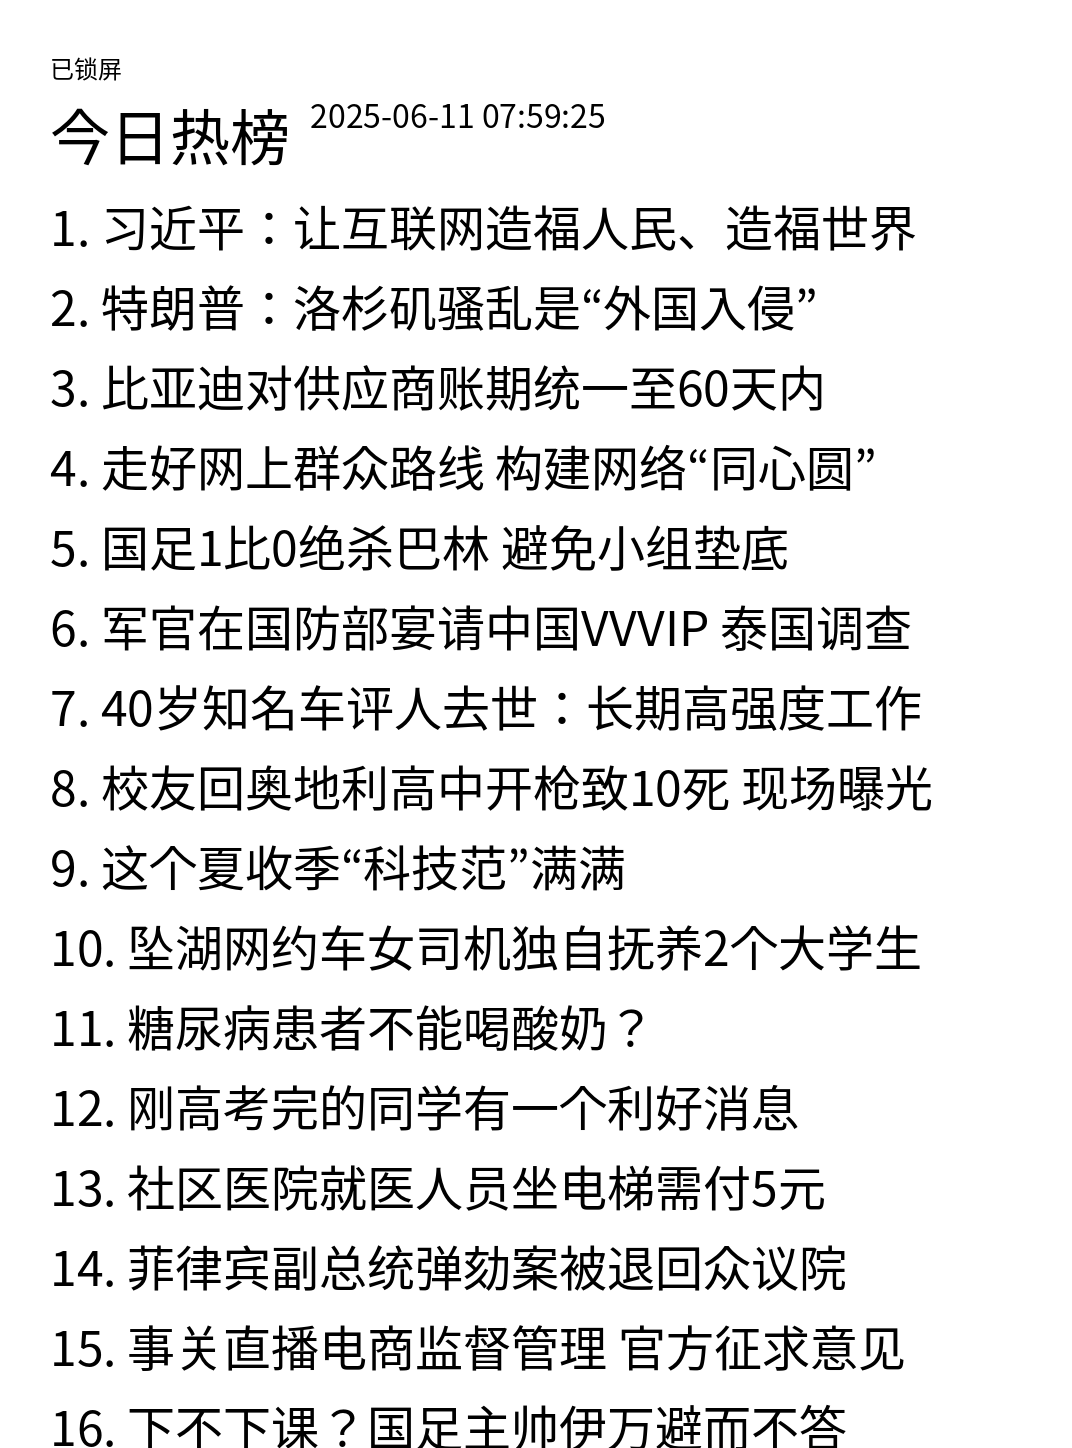 已锁屏
今日热榜 2025-06-11 07:59:25
1. 习近平：让互联网造福人民、造福世界
2. 特朗普：洛杉矶骚乱是“外国入侵”
3. 比亚迪对供应商账期统一至60天内
4. 走好网上群众路线 构建网络“同心圆”
5. 国足1比0绝杀巴林 避免小组垫底
6. 军官在国防部宴请中国VVVIP 泰国调查
7. 40岁知名车评人去世：长期高强度工作
8. 校友回奥地利高中开枪致10死 现场曝光
9. 这个夏收季“科技范”满满
10. 坠湖网约车女司机独自抚养2个大学生
11. 糖尿病患者不能喝酸奶？
12. 刚高考完的同学有一个利好消息
13. 社区医院就医人员坐电梯需付5元
14. 菲律宾副总统弹劾案被退回众议院
15. 事关直播电商监督管理 官方征求意见
16. 下不下课？国足主帅伊万避而不答